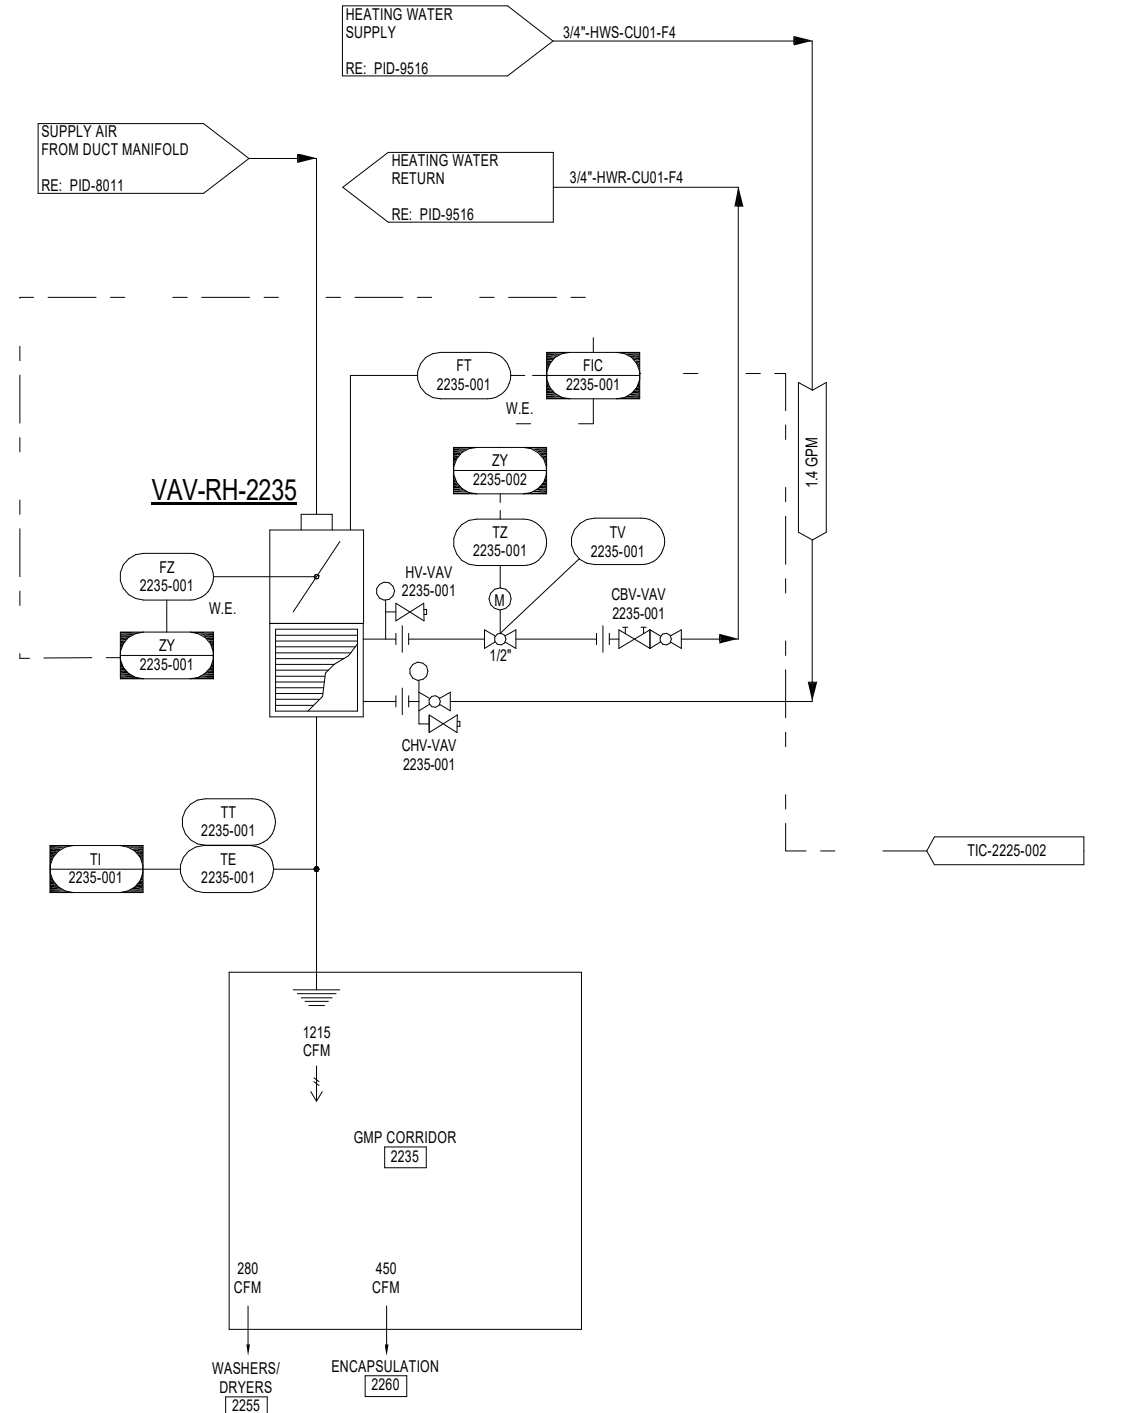 HEATING WATER
SUPPLY
RE: PID-9516
3/4"-HWS-CU01-F4
SUPPLY AIR
FROM DUCT MANIFOLD
RE: PID-8011
HEATING WATER
RETURN
RE: PID-9516
3/4"-HWR-CU01-F4
FT
2235-001
FIC
2235-001
W.E.
1.4 GPM
ZY
2235-002
VAV-RH-2235
TZ
2235-001
TV
2235-001
FZ
2235-001
W.E.
HV-VAV
2235-001
M
CBV-VAV
2235-001
ZY
2235-001
1/2"
CHV-VAV
2235-001
TT
2235-001
TI
2235-001
TE
2235-001
TIC-2225-002
1215
CFM
GMP CORRIDOR
2235
280
CFM
450
CFM
WASHERS/
DRYERS
2255
ENCAPSULATION
2260